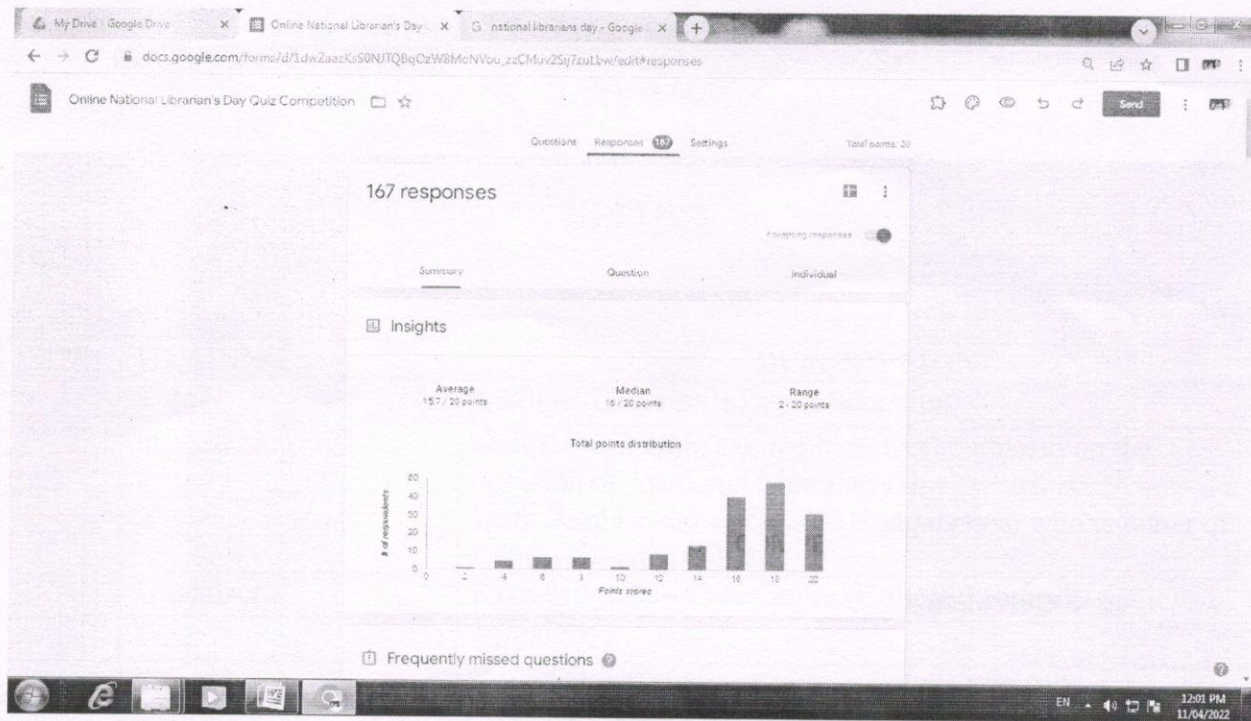 My Drive - Google Drive
Online National Librarian's Day
national librarians day - Google
docs.google.com/forms/d/
/edit#responses
Online National Librarian's Day Quiz Competition
Send
Questions Responses 167 Settings
Total points: 20
167 responses
Accepting responses
Summary Question Individual
Insights
Average Median Range
15.7 / 20 points 16 / 20 points 2 - 20 points
Total points distribution
# of respondents
40
20
10
0
0 2 4 6 8 10 12 14 16 18 20
Points scored
Frequently missed questions
EN
12:01 PM
11/04/2022